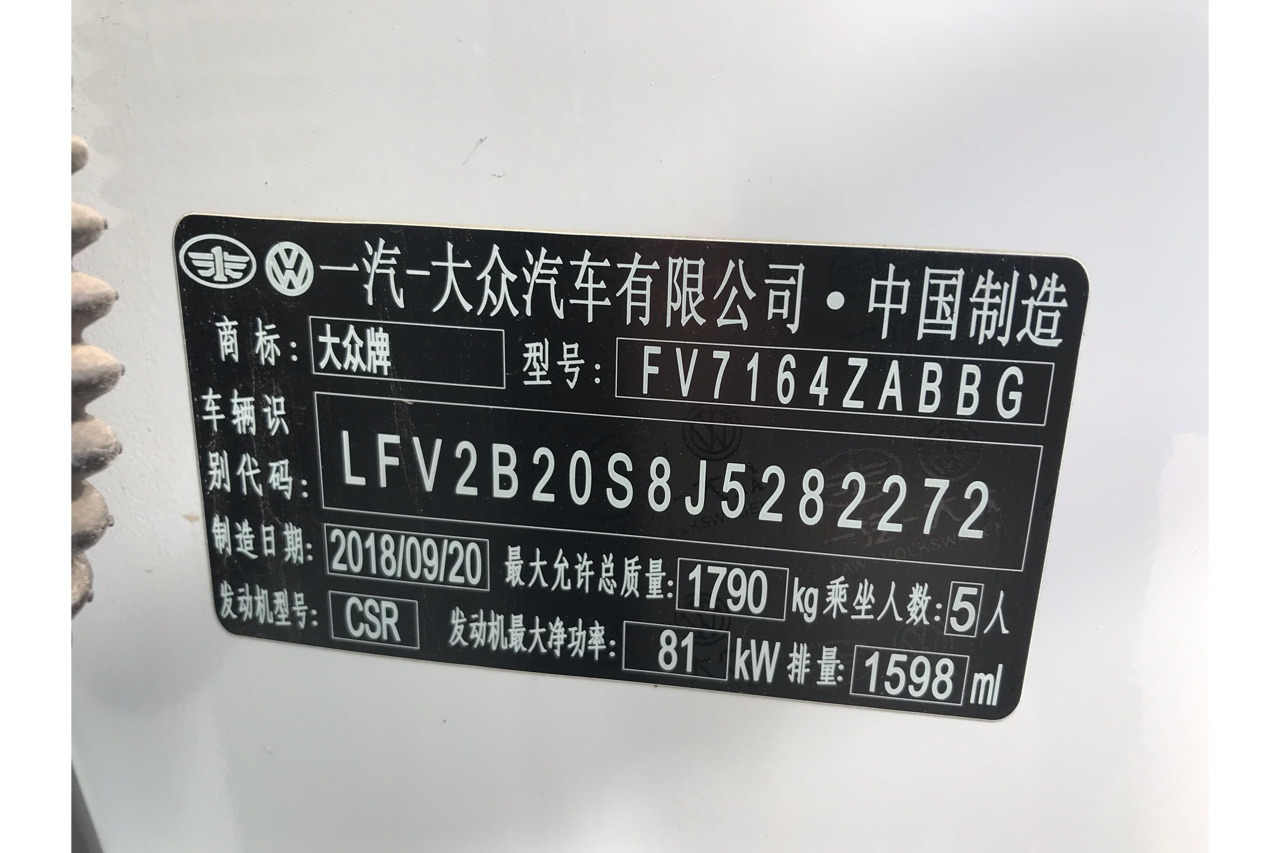 一汽-大众汽车有限公司·中国制造
商标: 大众牌 型号: FV7164ZABBG
车辆识
别代码: LFV2B20S8J5282272
制造日期: 2018/09/20 最大允许总质量: 1790 kg 乘坐人数: 5 人
发动机型号: CSR 发动机最大净功率: 81 kW 排量: 1598 ml